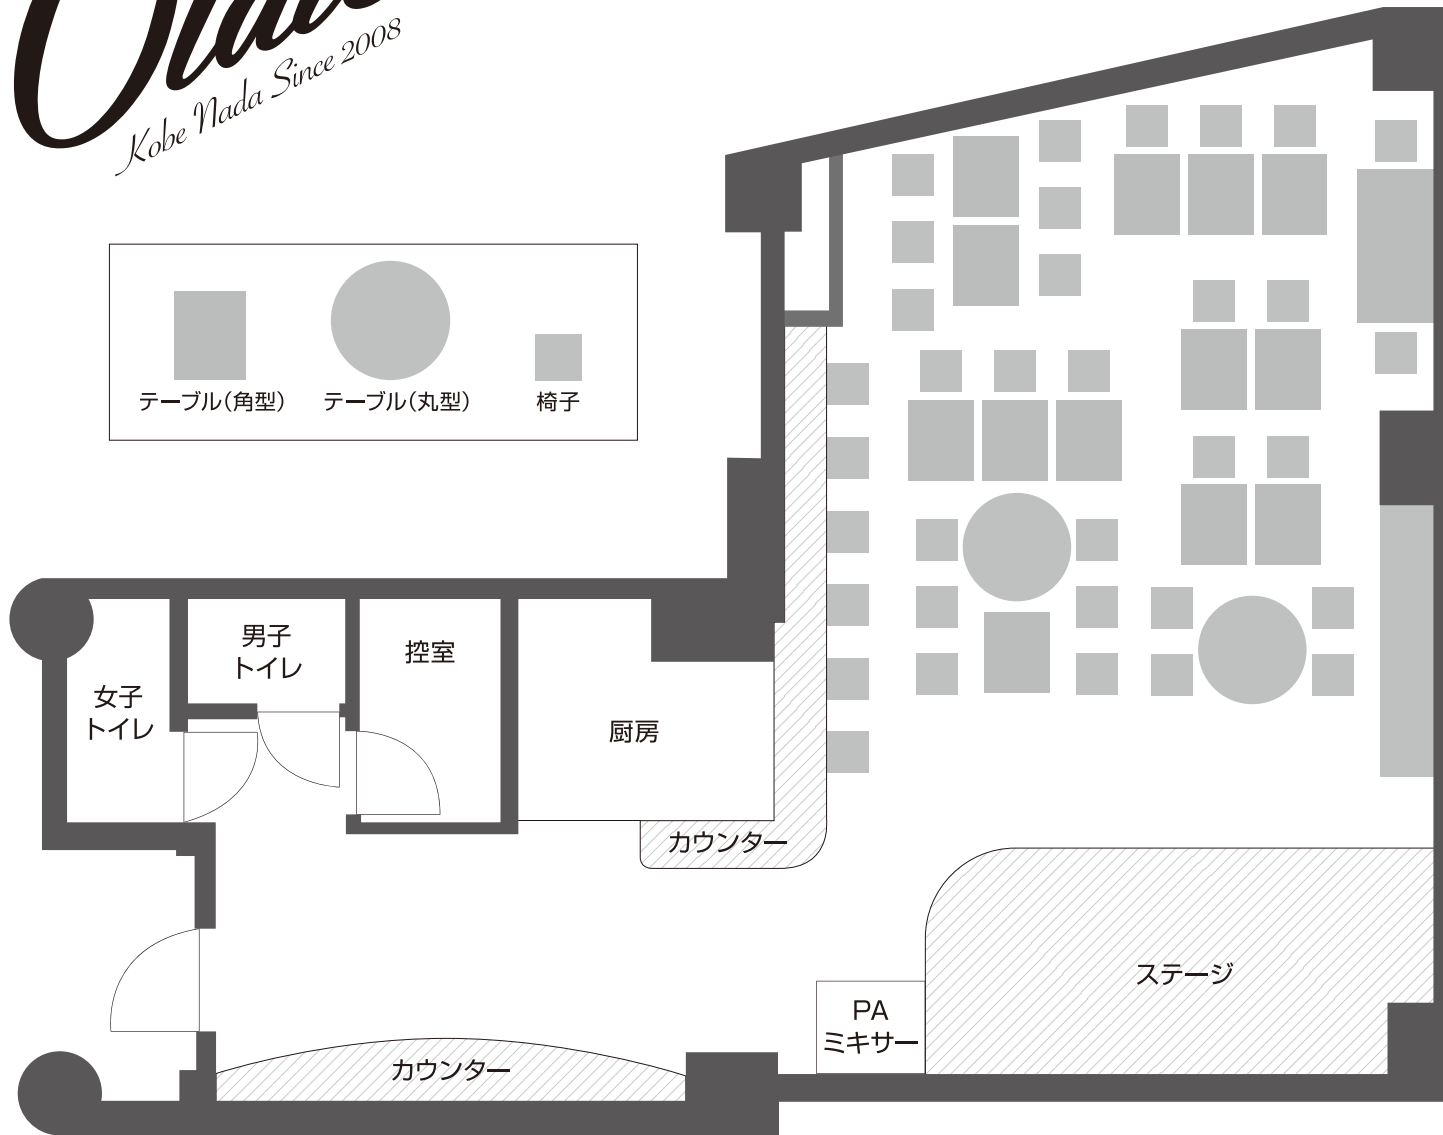 Kobe Nada Since 2008
テーブル(角型)
テーブル(丸型)
椅子
女子
トイレ
男子
トイレ
控室
厨房
カウンター
ステージ
PA
ミキサー
カウンター